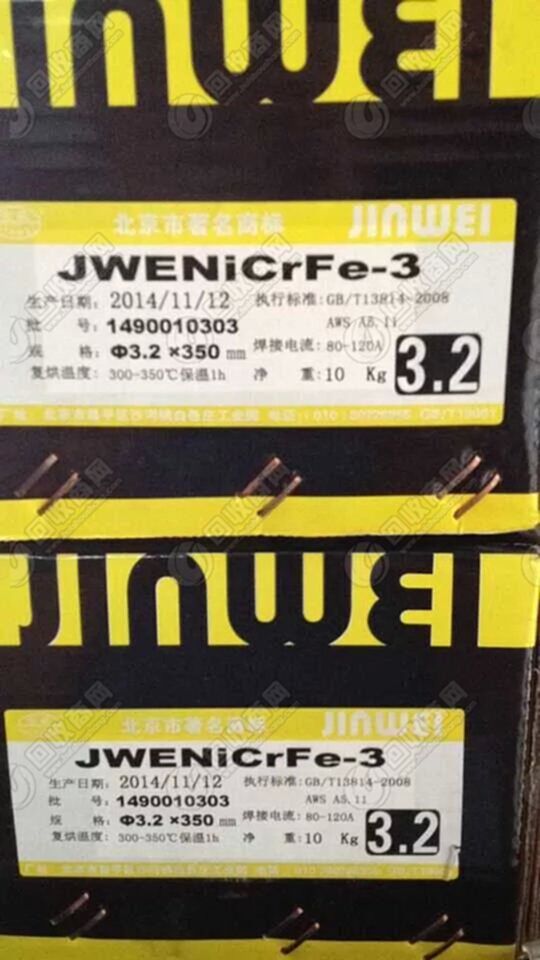 JINWEI
北京市著名商标 JINWEI
JWENiCrFe-3
生产日期: 2014/11/12 执行标准:GB/T13814-2008
批 号: 1490010303 AWS A5.11
规 格: Φ3.2 ×350 mm 焊接电流: 80-120A
复烘温度: 300-350℃保温1h 净 重:10 Kg
3.2
JINWEI
北京市著名商标 JINWEI
JWENiCrFe-3
生产日期: 2014/11/12 执行标准:GB/T13814-2008
批 号: 1490010303 AWS A5.11
规 格: Φ3.2 ×350 mm 焊接电流: 80-120A
复烘温度: 300-350℃保温1h 净 重:10 Kg
3.2
回收商网